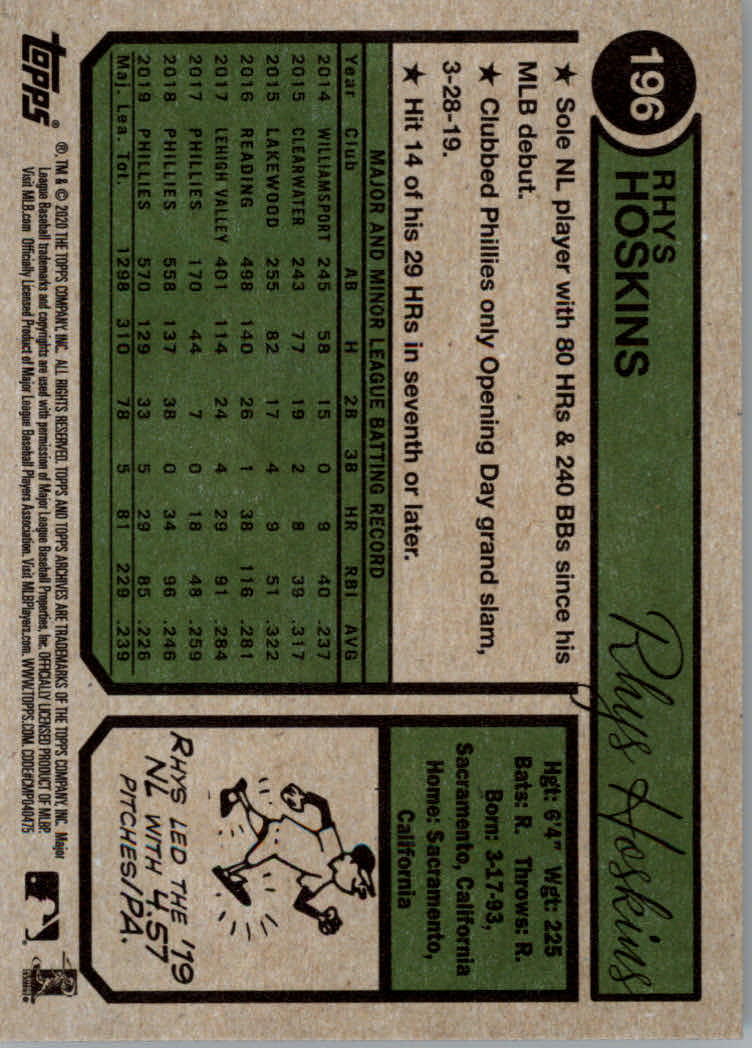 196
RHYS
HOSKINS
Rhys Hoskins
★ Sole NL player with 80 HRs & 240 BBs since his
MLB debut.
★ Clubbed Phillies only Opening Day grand slam,
3-28-19.
★ Hit 14 of his 29 HRs in seventh or later.
MAJOR AND MINOR LEAGUE BATTING RECORD
Year Club AB H 2B 3B HR RBI AVG
2014 WILLIAMSPORT 245 58 15 0 9 40 .237
2015 CLEARWATER 243 77 19 2 8 39 .317
2015 LAKEWOOD 255 82 17 4 9 51 .322
2016 READING 498 140 26 1 38 116 .281
2017 LEHIGH VALLEY 401 114 24 4 29 91 .284
2017 PHILLIES 170 44 7 0 18 48 .259
2018 PHILLIES 558 137 38 0 34 96 .246
2019 PHILLIES 570 129 33 5 29 85 .226
Maj. Lea. Tot. 1298 310 78 5 81 229 .239
Hgt: 6'4" Wgt: 225
Bats: R. Throws: R.
Born: 3-17-93,
Sacramento, California
Home: Sacramento,
California
RHYS LED THE '19
NL WITH 4.57
PITCHES/PA.
topps®
®, TM & © 2020 THE TOPPS COMPANY, INC. ALL RIGHTS RESERVED. TOPPS AND TOPPS ARCHIVES ARE TRADEMARKS OF THE TOPPS COMPANY, INC. Major
League Baseball trademarks and copyrights are used with permission of Major League Baseball Properties, Inc. OFFICIALLY LICENSED PRODUCT OF MLBP.
Visit MLB.com Officially Licensed Product of Major League Baseball Players Association. Visit MLBPlayers.com. WWW.TOPPS.COM. CODE#CMP040475